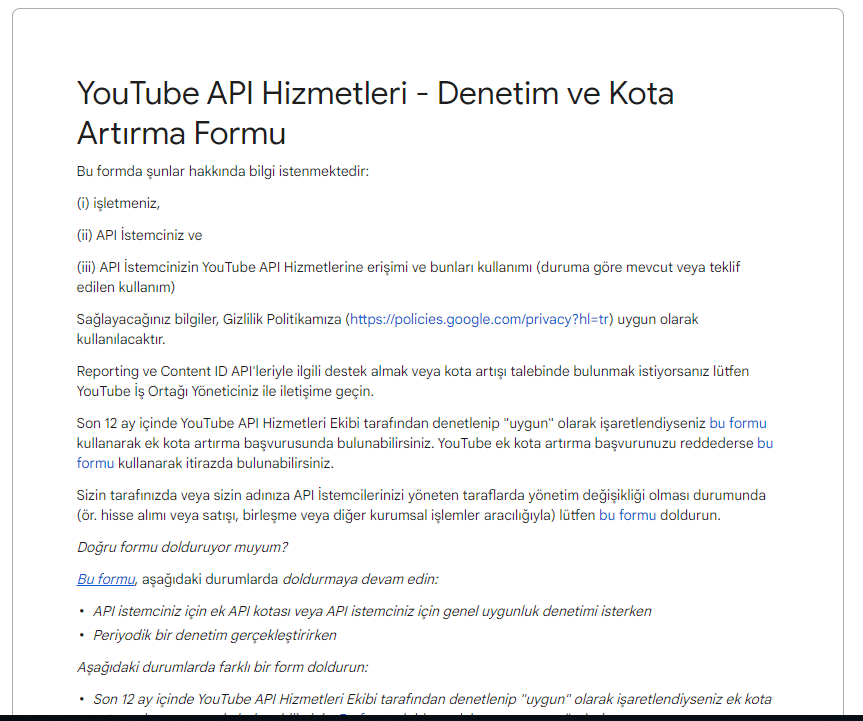 YouTube API Hizmetleri - Denetim ve Kota
Artırma Formu
Bu formda şunlar hakkında bilgi istenmektedir:
(i) işletmeniz,
(ii) API İstemciniz ve
(iii) API İstemcinizin YouTube API Hizmetlerine erişimi ve bunları kullanımı (duruma göre mevcut veya teklif
edilen kullanım)
Sağlayacağınız bilgiler, Gizlilik Politikamıza (https://policies.google.com/privacy?hl=tr) uygun olarak
kullanılacaktır.
Reporting ve Content ID API'leriyle ilgili destek almak veya kota artışı talebinde bulunmak istiyorsanız lütfen
YouTube İş Ortağı Yöneticiniz ile iletişime geçin.
Son 12 ay içinde YouTube API Hizmetleri Ekibi tarafından denetlenip "uygun" olarak işaretlendiyseniz bu formu
kullanarak ek kota artırma başvurusunda bulunabilirsiniz. YouTube ek kota artırma başvurunuzu reddederse bu
formu kullanarak itirazda bulunabilirsiniz.
Sizin tarafınızda veya sizin adınıza API İstemcilerinizi yöneten taraflarda yönetim değişikliği olması durumunda
(ör. hisse alımı veya satışı, birleşme veya diğer kurumsal işlemler aracılığıyla) lütfen bu formu doldurun.
Doğru formu dolduruyor muyum?
Bu formu, aşağıdaki durumlarda doldurmaya devam edin:
• API istemciniz için ek API kotası veya API istemciniz için genel uygunluk denetimi isterken
• Periyodik bir denetim gerçekleştirirken
Aşağıdaki durumlarda farklı bir form doldurun:
• Son 12 ay içinde YouTube API Hizmetleri Ekibi tarafından denetlenip "uygun" olarak işaretlendiyseniz ek kota